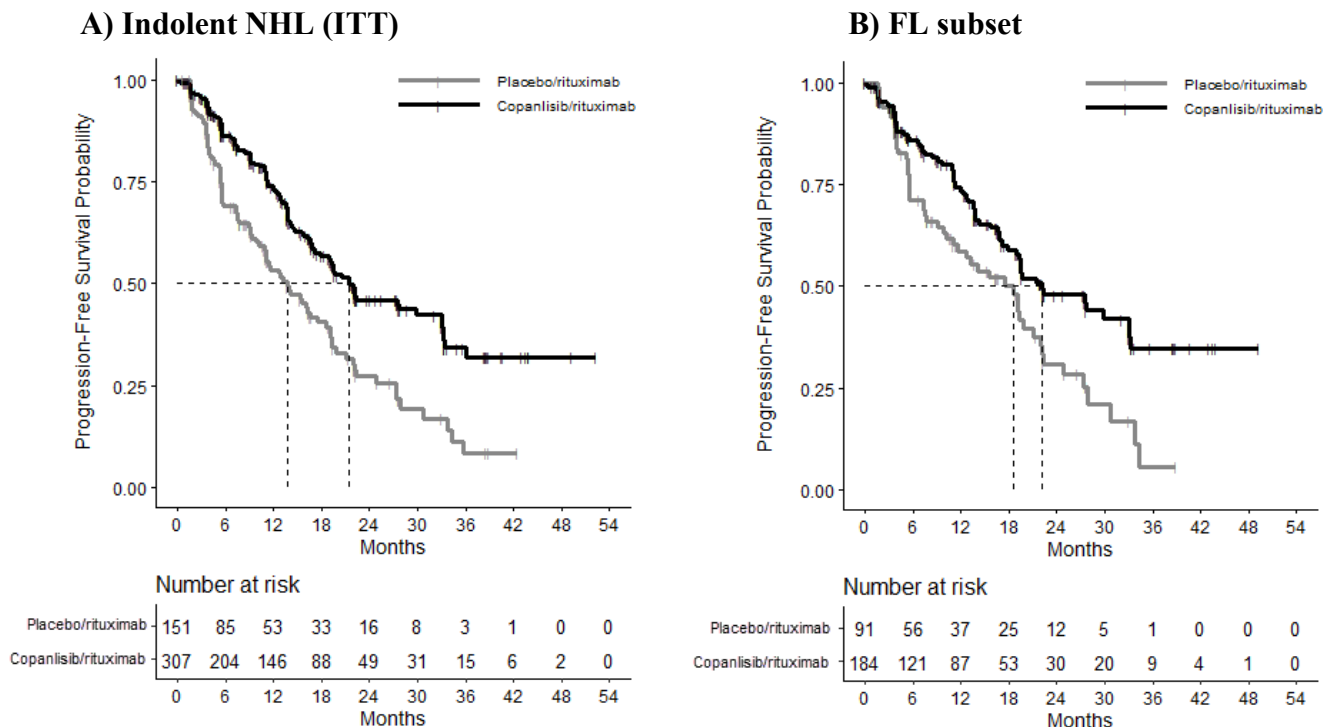 A) Indolent NHL (ITT)
Placebo/rituximab
Copanlisib/rituximab
Progression-Free Survival Probability
1.00
0.75
0.50
0.25
0.00
0 6 12 18 24 30 36 42 48 54
Months
Number at risk
Placebo/rituximab 151 85 53 33 16 8 3 1 0 0
Copanlisib/rituximab 307 204 146 88 49 31 15 6 2 0
0 6 12 18 24 30 36 42 48 54
Months
B) FL subset
Placebo/rituximab
Copanlisib/rituximab
Progression-Free Survival Probability
1.00
0.75
0.50
0.25
0.00
0 6 12 18 24 30 36 42 48 54
Months
Number at risk
Placebo/rituximab 91 56 37 25 12 5 1 0 0 0
Copanlisib/rituximab 184 121 87 53 30 20 9 4 1 0
0 6 12 18 24 30 36 42 48 54
Months